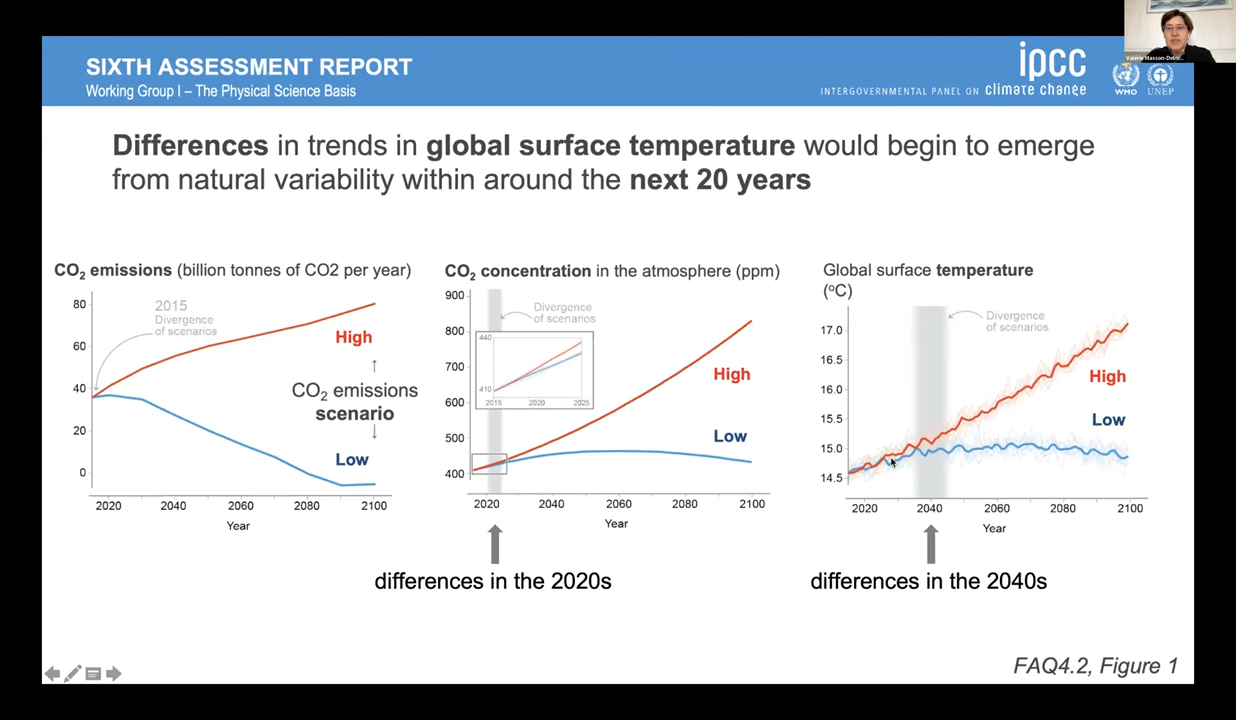 Valérie Masson-Delm...
SIXTH ASSESSMENT REPORT
Working Group I – The Physical Science Basis
INTERGOVERNMENTAL PANEL ON climate change
ipcc
WMO
UNEP
Differences in trends in global surface temperature would begin to emerge
from natural variability within around the next 20 years
CO2 emissions (billion tonnes of CO2 per year)
80
60
40
20
0
2015
Divergence
of scenarios
High
CO2 emissions
scenario
Low
2020 2040 2060 2080 2100
Year
CO2 concentration in the atmosphere (ppm)
900
800
700
600
500
400
Divergence
of scenarios
440
410
2015 2020 2025
High
Low
2020 2040 2060 2080 2100
Year
differences in the 2020s
Global surface temperature
(oC)
17.0
16.5
16.0
15.5
15.0
14.5
Divergence
of scenarios
High
Low
2020 2040 2060 2080 2100
Year
differences in the 2040s
FAQ4.2, Figure 1